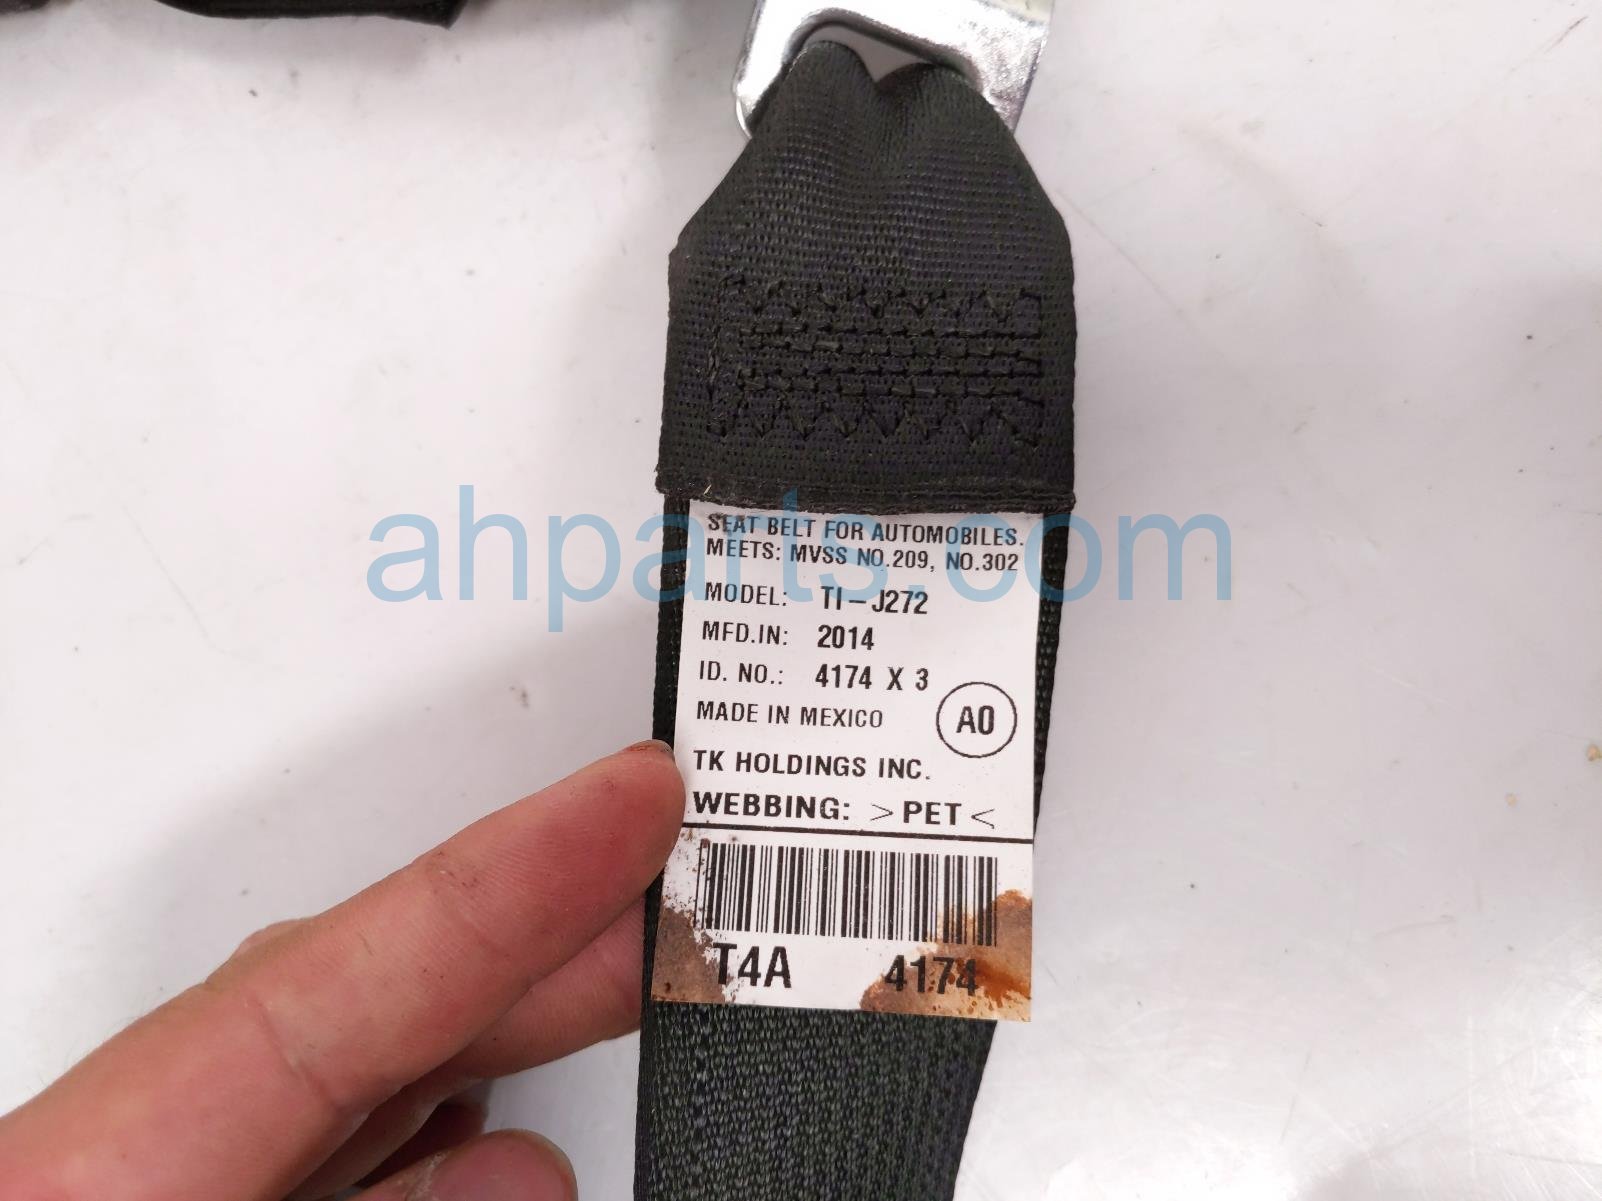 SEAT BELT FOR AUTOMOBILES.
MEETS: MVSS NO.209, NO.302
MODEL: TI-J272
MFD.IN: 2014
ID. NO.: 4174 X 3
MADE IN MEXICO
A0
TK HOLDINGS INC.
WEBBING: >PET<
T4A 4174
ahparts.com